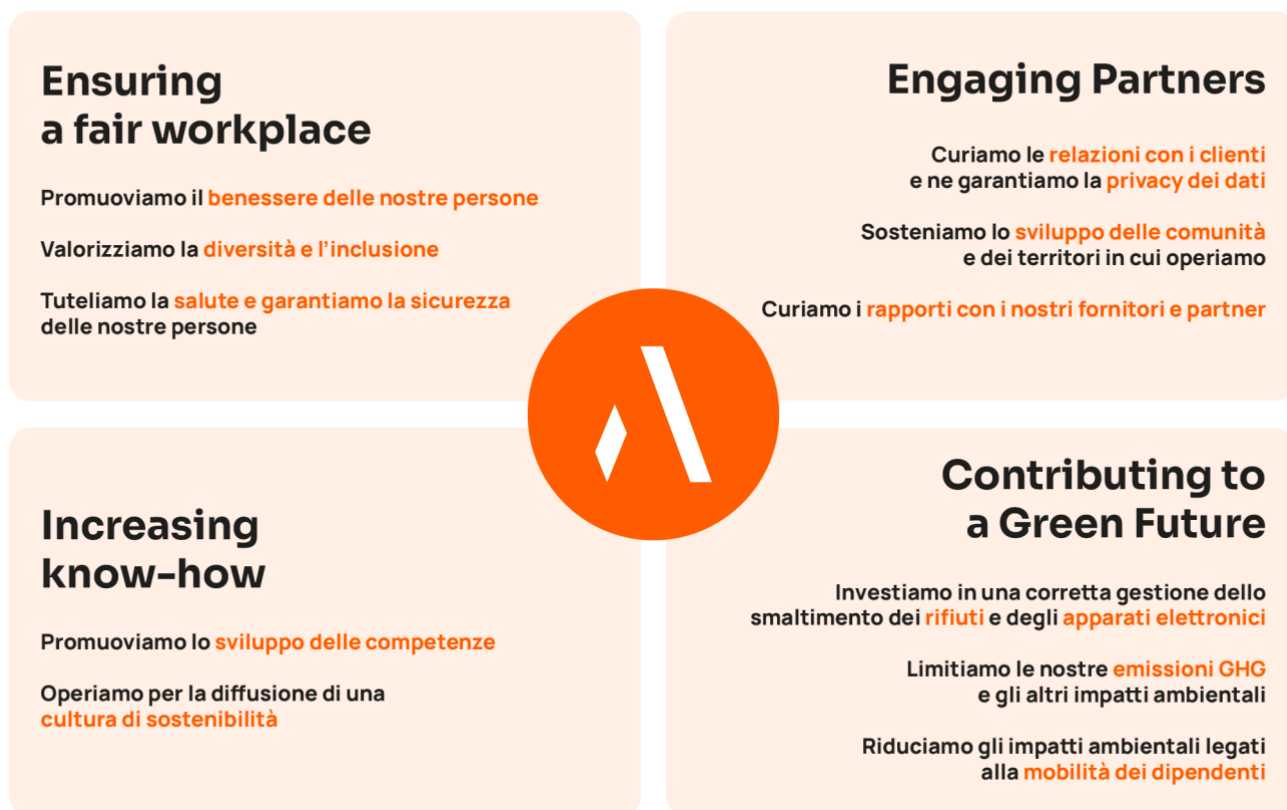 Ensuring
a fair workplace
Promuoviamo il benessere delle nostre persone
Valorizziamo la diversità e l'inclusione
Tuteliamo la salute e garantiamo la sicurezza
delle nostre persone
Engaging Partners
Curiamo le relazioni con i clienti
e ne garantiamo la privacy dei dati
Sosteniamo lo sviluppo delle comunità
e dei territori in cui operiamo
Curiamo i rapporti con i nostri fornitori e partner
Increasing
know-how
Promuoviamo lo sviluppo delle competenze
Operiamo per la diffusione di una
cultura di sostenibilità
Contributing to
a Green Future
Investiamo in una corretta gestione dello
smaltimento dei rifiuti e degli apparati elettronici
Limitiamo le nostre emissioni GHG
e gli altri impatti ambientali
Riduciamo gli impatti ambientali legati
alla mobilità dei dipendenti